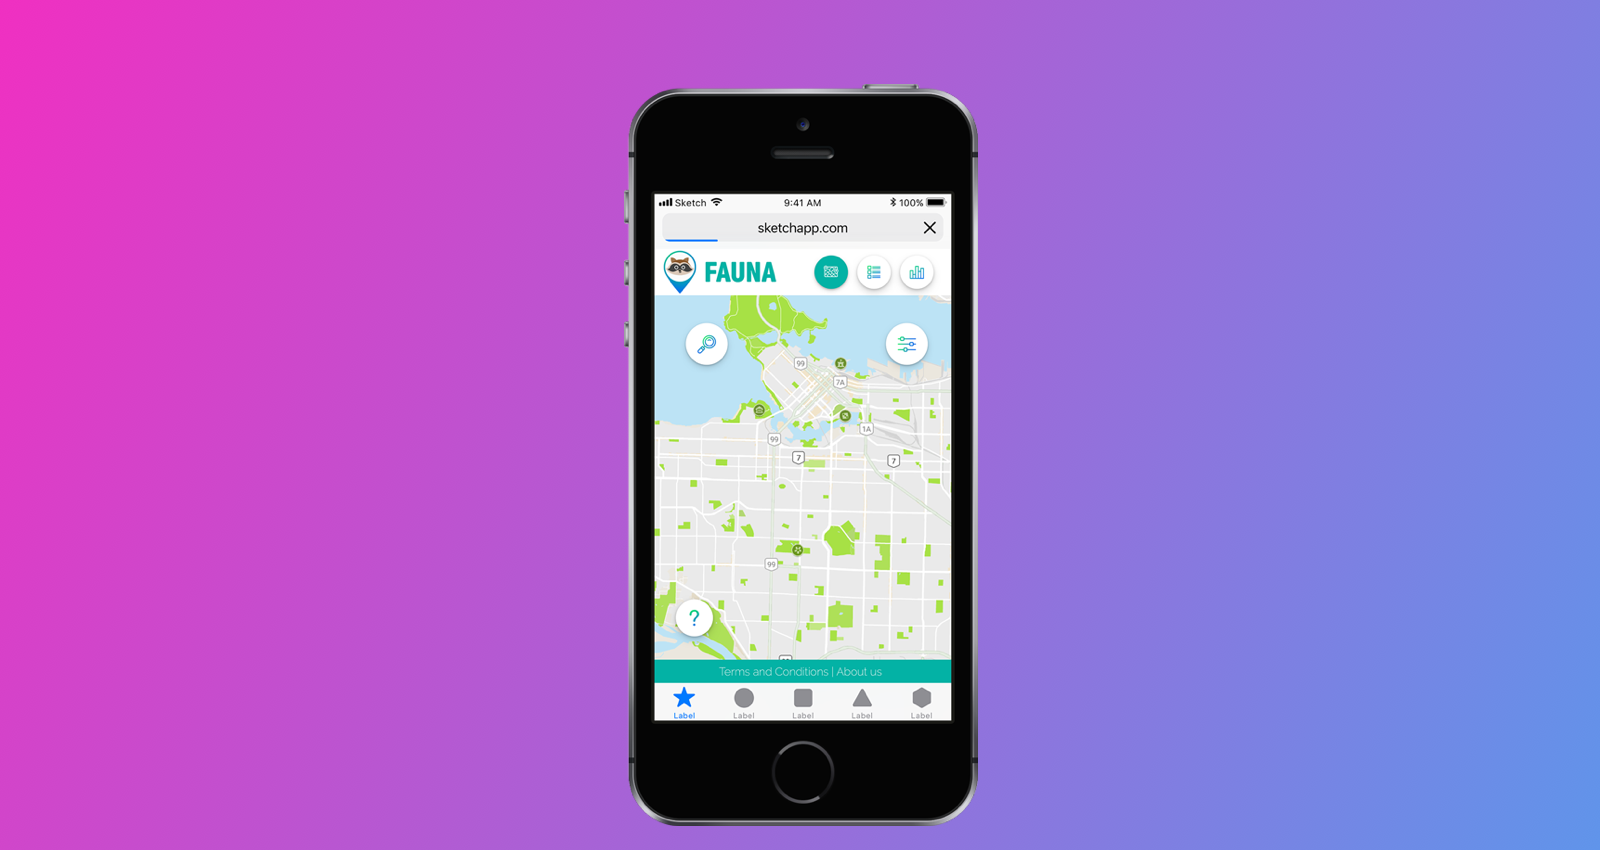 Sketch 9:41 AM 100%
sketchapp.com
FAUNA
99
7A
1A
99
7
7
99
?
Terms and Conditions | About us
Label Label Label Label Label